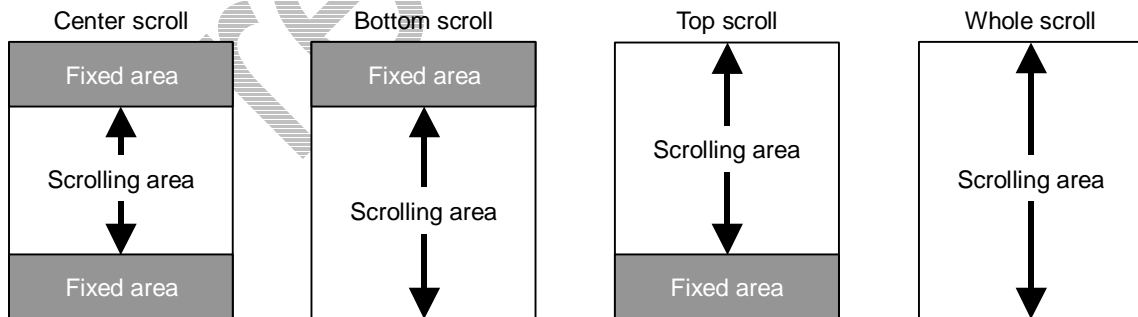 Center scroll
Bottom scroll
Top scroll
Whole scroll
Fixed area
Fixed area
Scrolling area
Scrolling area
Scrolling area
Scrolling area
Fixed area
Fixed area